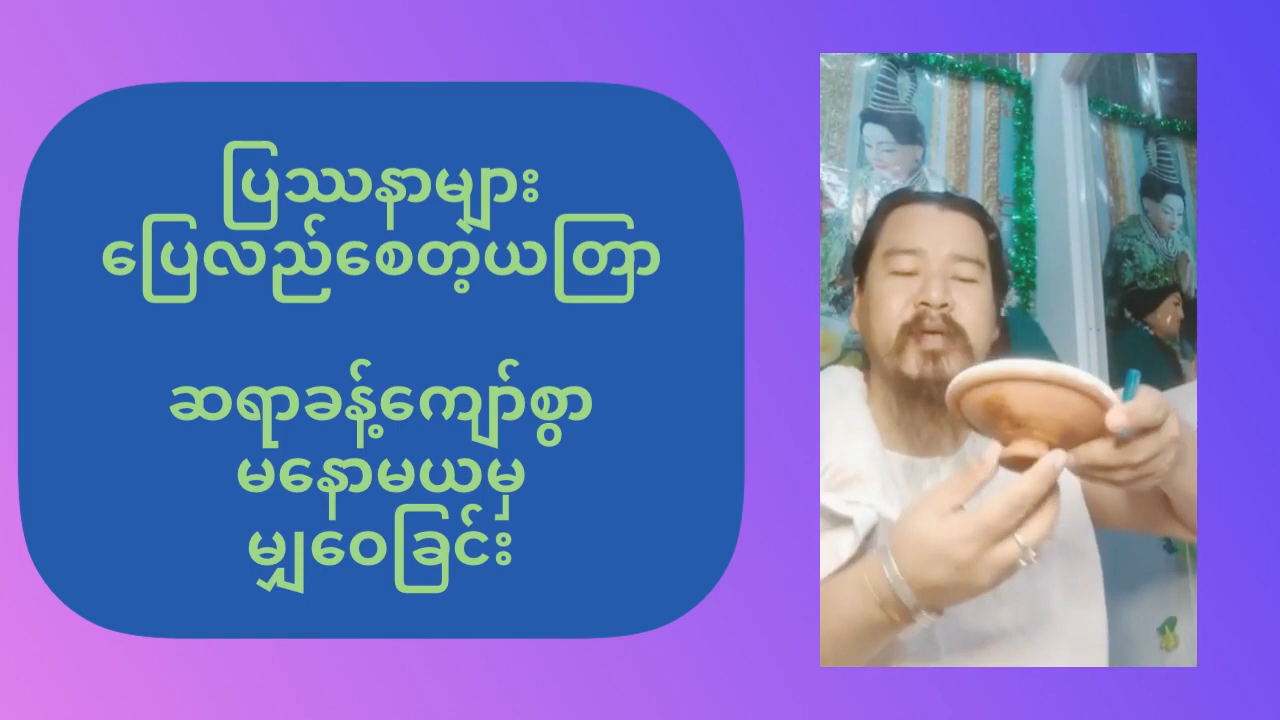 ပြဿနာများ
ပြေလည်စေတဲ့ယတြာ
ဆရာခန့်ကျော်စွာ
မနောမယမှ
မျှဝေခြင်း